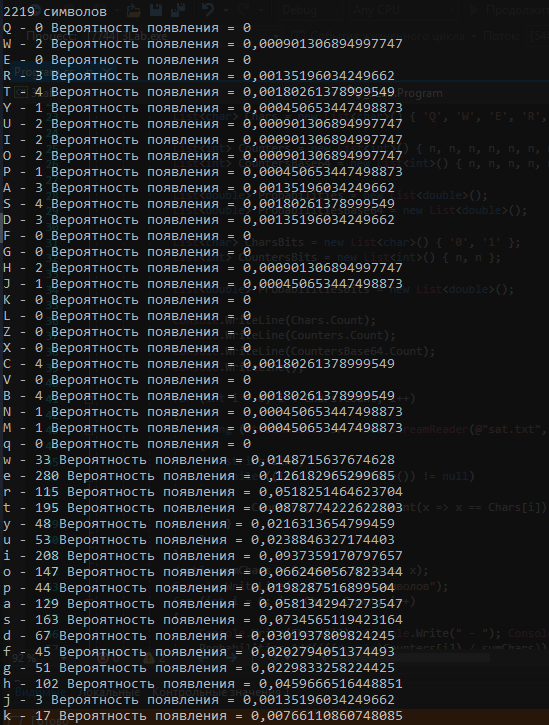 2219 символов
Q - 0 Вероятность появления = 0
W - 2 Вероятность появления = 0,000901306894997747
E - 0 Вероятность появления = 0
R - 3 Вероятность появления = 0,00135196034249662
T - 4 Вероятность появления = 0,00180261378999549
Y - 1 Вероятность появления = 0,000450653447498873
U - 2 Вероятность появления = 0,000901306894997747
I - 2 Вероятность появления = 0,000901306894997747
O - 2 Вероятность появления = 0,000901306894997747
P - 1 Вероятность появления = 0,000450653447498873
A - 3 Вероятность появления = 0,00135196034249662
S - 4 Вероятность появления = 0,00180261378999549
D - 3 Вероятность появления = 0,00135196034249662
F - 0 Вероятность появления = 0
G - 0 Вероятность появления = 0
H - 2 Вероятность появления = 0,000901306894997747
J - 1 Вероятность появления = 0,000450653447498873
K - 0 Вероятность появления = 0
L - 0 Вероятность появления = 0
Z - 0 Вероятность появления = 0
X - 0 Вероятность появления = 0
C - 4 Вероятность появления = 0,00180261378999549
V - 0 Вероятность появления = 0
B - 4 Вероятность появления = 0,00180261378999549
N - 1 Вероятность появления = 0,000450653447498873
M - 1 Вероятность появления = 0,000450653447498873
q - 0 Вероятность появления = 0
w - 33 Вероятность появления = 0,0148715637674628
e - 280 Вероятность появления = 0,126182965299685
r - 115 Вероятность появления = 0,0518251464623704
t - 195 Вероятность появления = 0,0878774222622803
y - 48 Вероятность появления = 0,0216313654799459
u - 53 Вероятность появления = 0,0238846327174403
i - 208 Вероятность появления = 0,0937359170797657
o - 147 Вероятность появления = 0,0662460567823344
p - 44 Вероятность появления = 0,0198287516899504
a - 129 Вероятность появления = 0,0581342947273547
s - 163 Вероятность появления = 0,0734565119423164
d - 67 Вероятность появления = 0,0301937809824245
f - 45 Вероятность появления = 0,0202794051374493
g - 51 Вероятность появления = 0,0229833258224425
h - 102 Вероятность появления = 0,0459666516448851
j - 3 Вероятность появления = 0,00135196034249662
k - 17 Вероятность появления = 0,00766110860748085